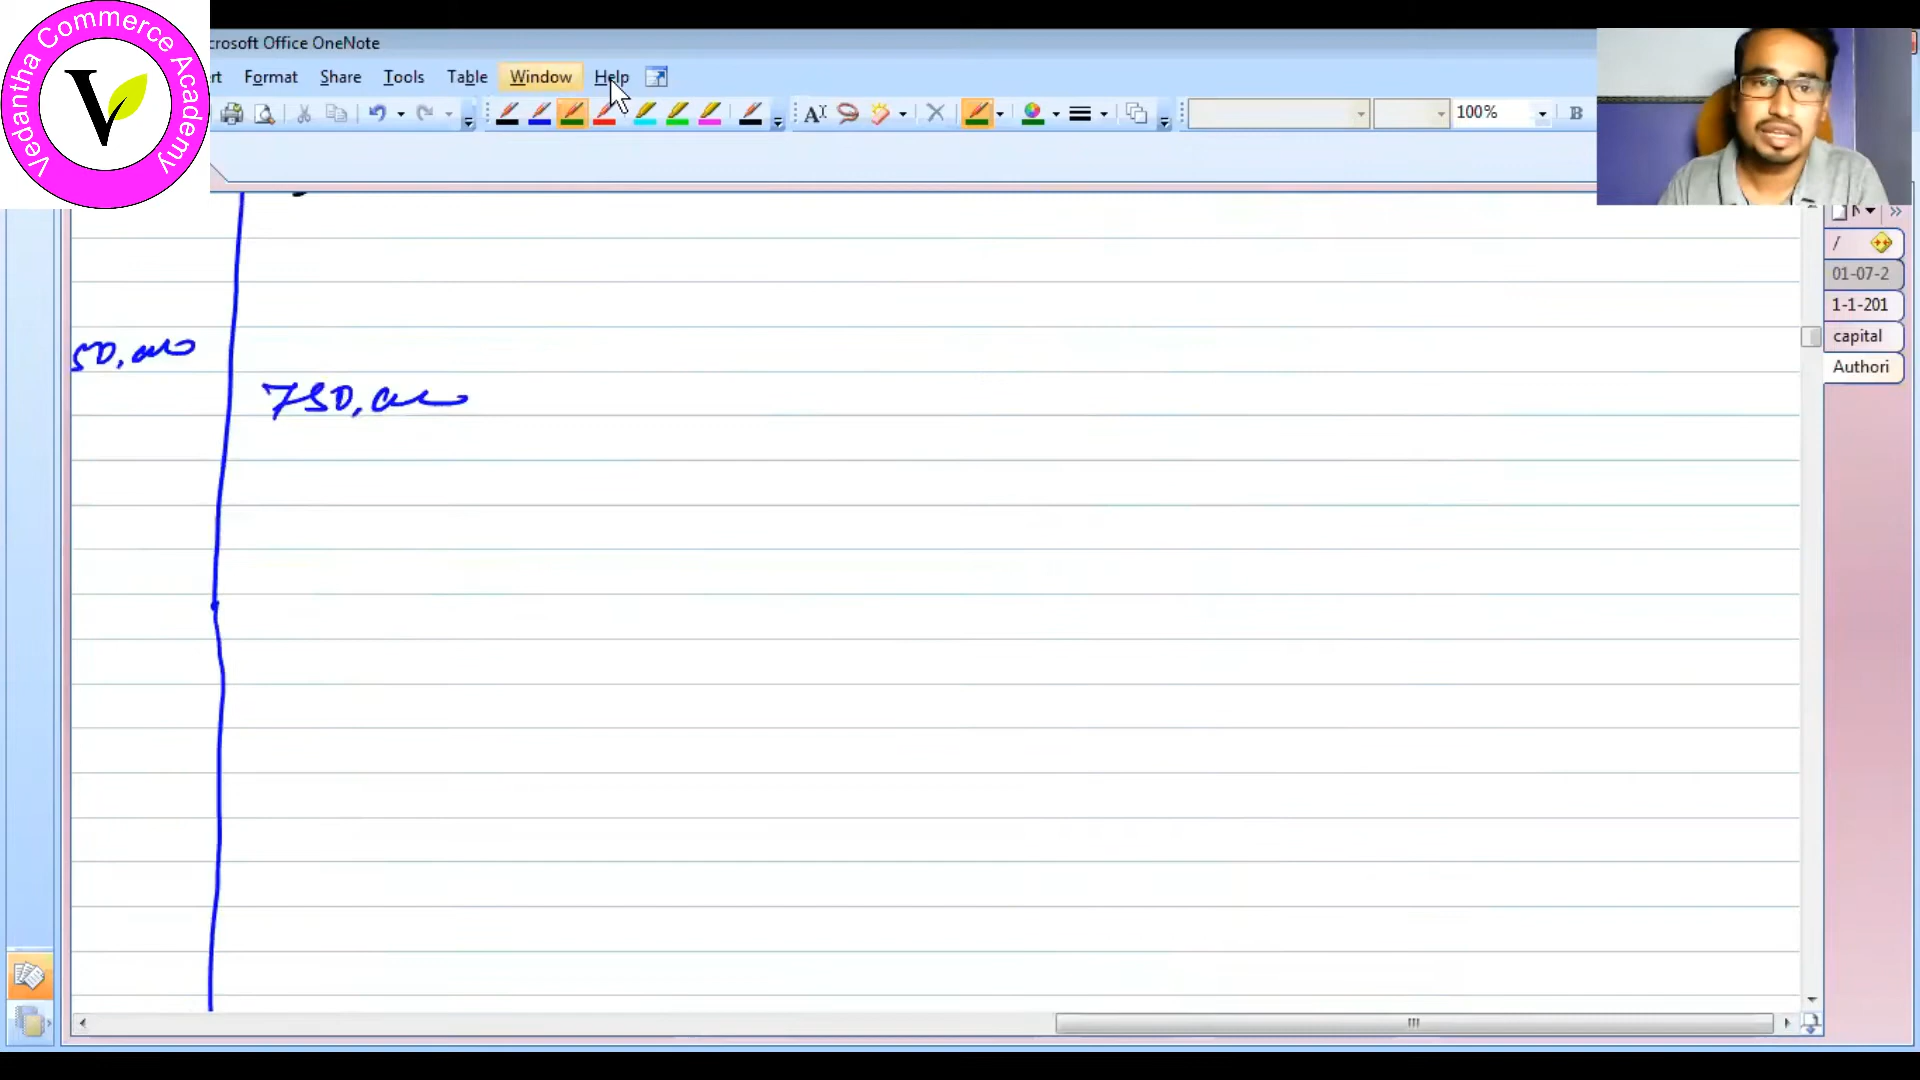 Vedantha Commerce Academy
V
crosoft Office OneNote
rt Format Share Tools Table Window Help
100% B
/
01-07-2
1-1-201
capital
Authori
50,000
750,000